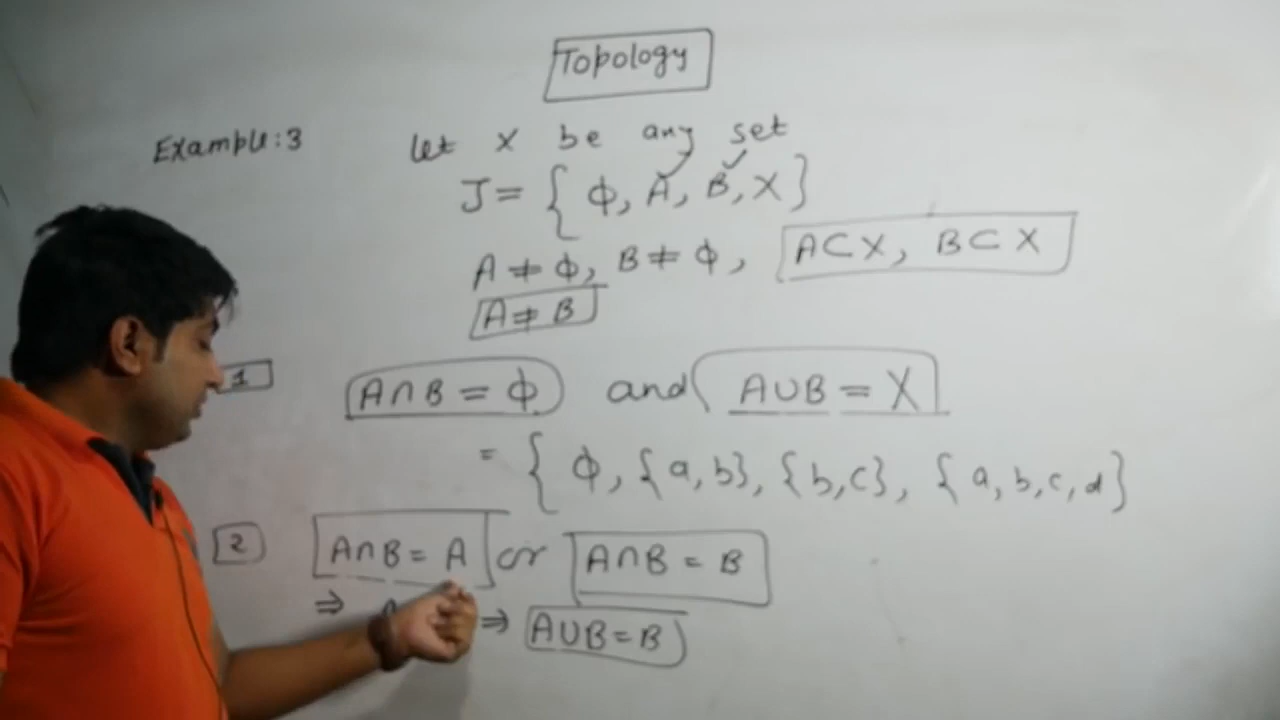 Topology
Example:3 let X be any set
J = { ϕ, A, B, X }
A ≠ ϕ, B ≠ ϕ, A⊂X, B⊂X
A ≠ B
1 A∩B = ϕ and A∪B = X
= { ϕ, {a, b}, {b, c}, { a, b, c, d }
2 A∩B = A or A∩B = B
⇒ ⇒ A∪B = B